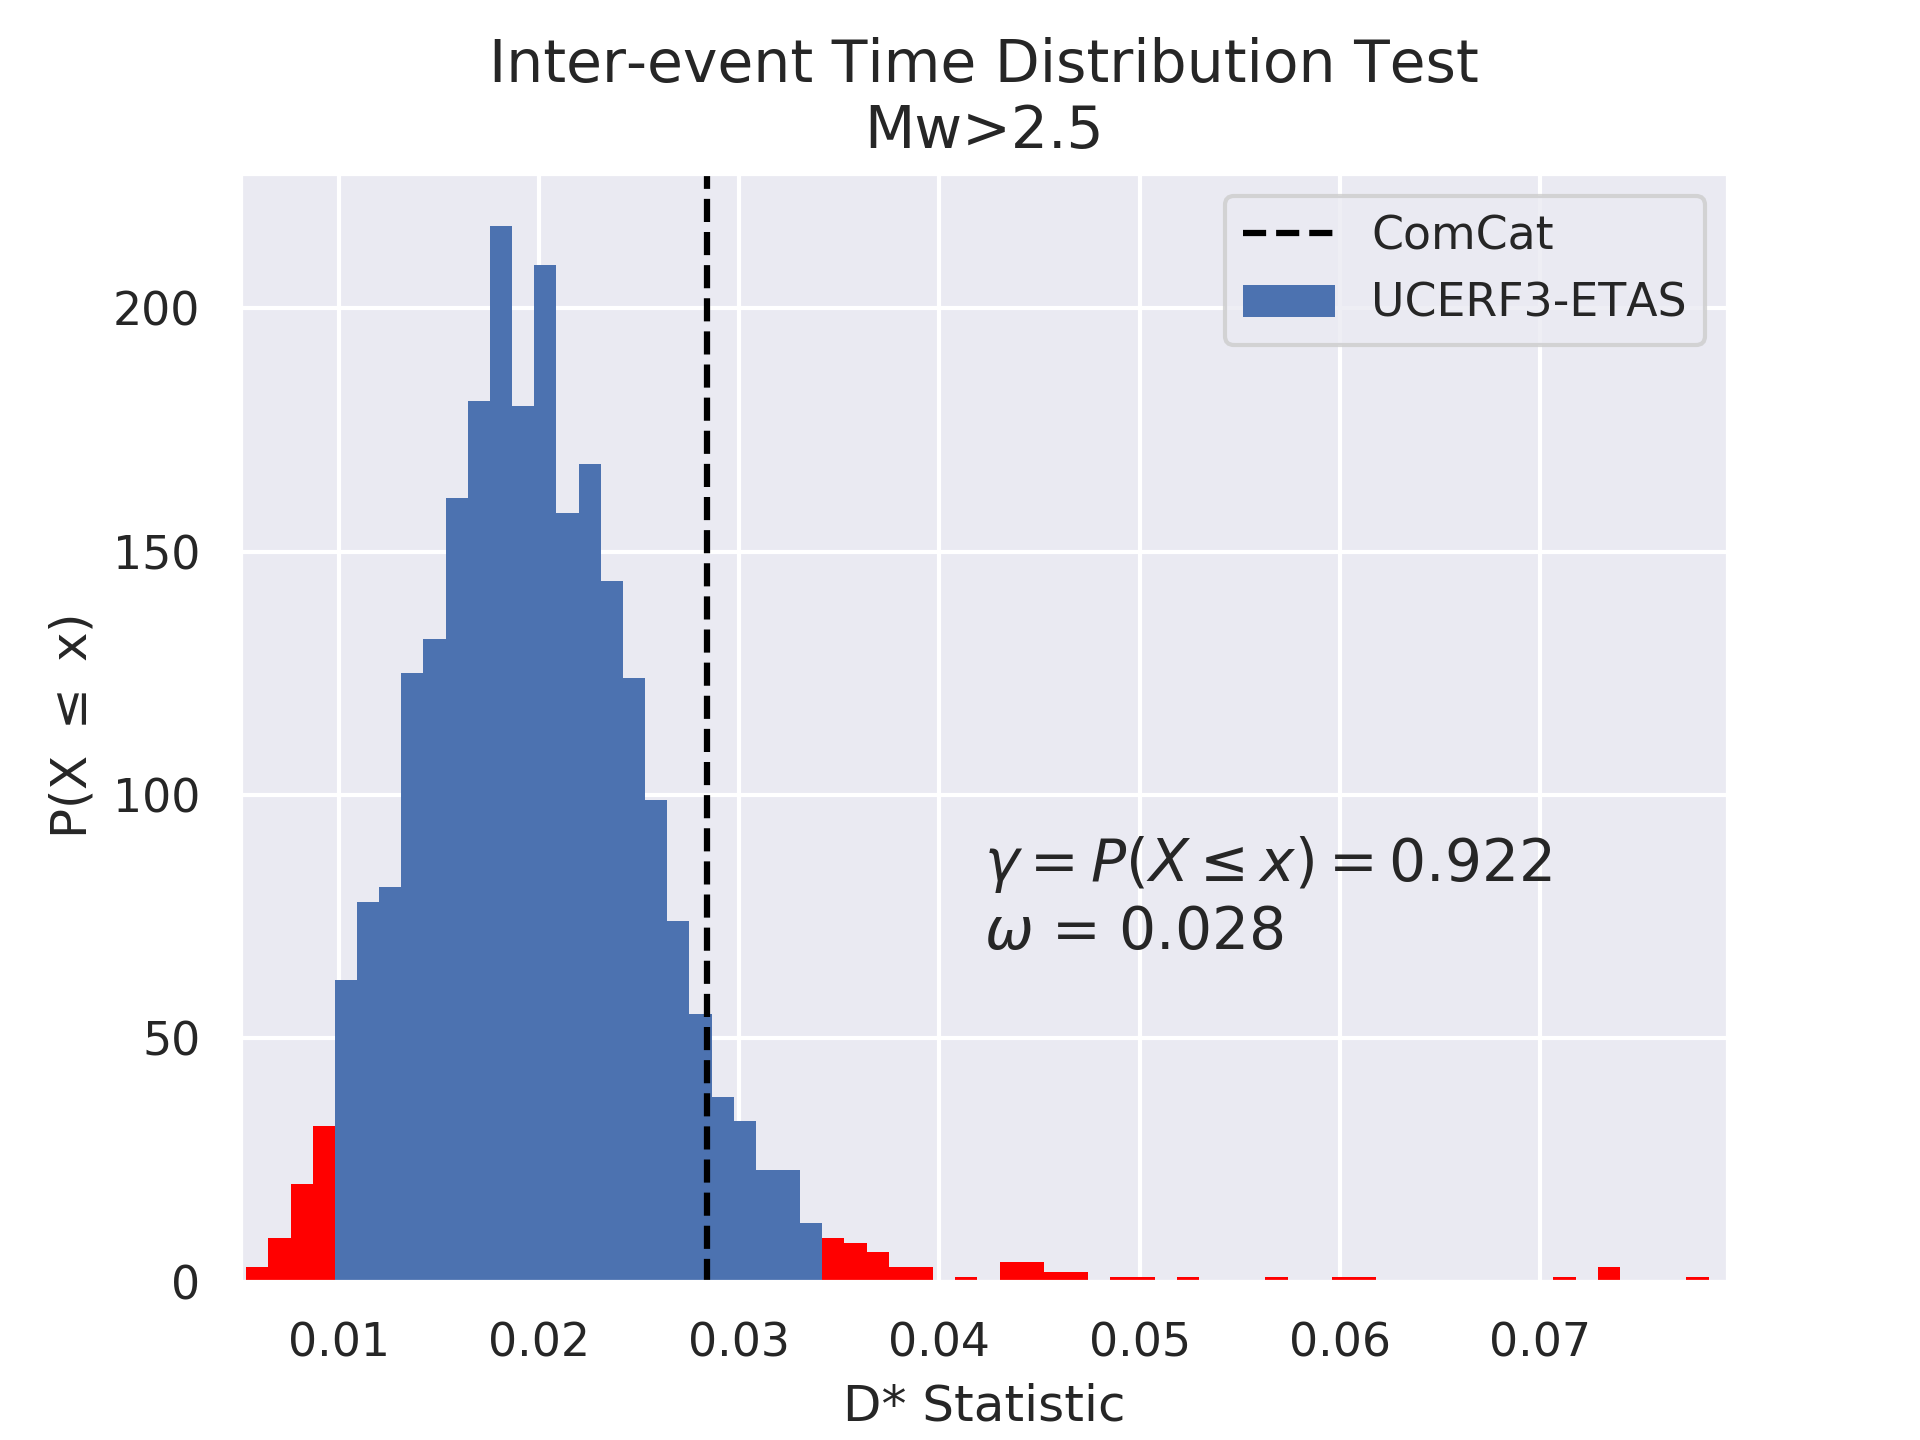 Inter-event Time Distribution Test
Mw>2.5
ComCat
UCERF3-ETAS
P(X ≤ x)
200
150
100
50
0
γ = P(X ≤ x) = 0.922
ω = 0.028
0.01 0.02 0.03 0.04 0.05 0.06 0.07
D* Statistic